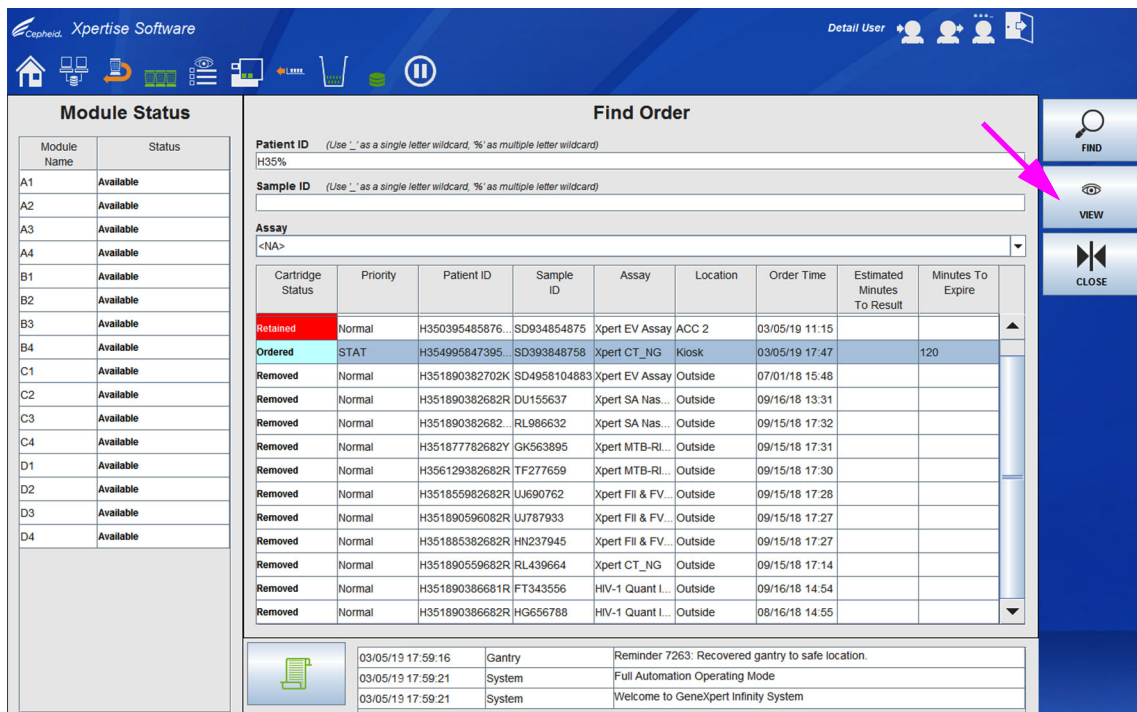 Cepheid. Xpertise Software
Detail User
Module Status
Module Name Status
A1 Available
A2 Available
A3 Available
A4 Available
B1 Available
B2 Available
B3 Available
B4 Available
C1 Available
C2 Available
C3 Available
C4 Available
D1 Available
D2 Available
D3 Available
D4 Available
Find Order
Patient ID (Use '_' as a single letter wildcard, '%' as multiple letter wildcard)
H35%
Sample ID (Use '_' as a single letter wildcard, '%' as multiple letter wildcard)
Assay
<NA>
Cartridge Status Priority Patient ID Sample ID Assay Location Order Time Estimated Minutes To Result Minutes To Expire
Retained Normal H350395485876... SD934854875 Xpert EV Assay ACC 2 03/05/19 11:15
Ordered STAT H354995847395... SD393848758 Xpert CT_NG Kiosk 03/05/19 17:47 120
Removed Normal H351890382702K SD4958104883 Xpert EV Assay Outside 07/01/18 15:48
Removed Normal H351890382682R DU155637 Xpert SA Nas... Outside 09/16/18 13:31
Removed Normal H351890382682... RL986632 Xpert SA Nas... Outside 09/15/18 17:32
Removed Normal H351877782682Y GK563895 Xpert MTB-RI... Outside 09/15/18 17:31
Removed Normal H356129382682R TF277659 Xpert MTB-RI... Outside 09/15/18 17:30
Removed Normal H351855982682R UJ690762 Xpert FII & FV... Outside 09/15/18 17:28
Removed Normal H351890596082R UJ787933 Xpert FII & FV... Outside 09/15/18 17:27
Removed Normal H351885382682R HN237945 Xpert FII & FV... Outside 09/15/18 17:27
Removed Normal H351890559682R RL439664 Xpert CT_NG Outside 09/15/18 17:14
Removed Normal H351890386681R FT343556 HIV-1 Quant I... Outside 09/16/18 14:54
Removed Normal H351890386682R HG656788 HIV-1 Quant I... Outside 08/16/18 14:55
03/05/19 17:59:16 Gantry Reminder 7263: Recovered gantry to safe location.
03/05/19 17:59:21 System Full Automation Operating Mode
03/05/19 17:59:21 System Welcome to GeneXpert Infinity System
FIND
VIEW
CLOSE